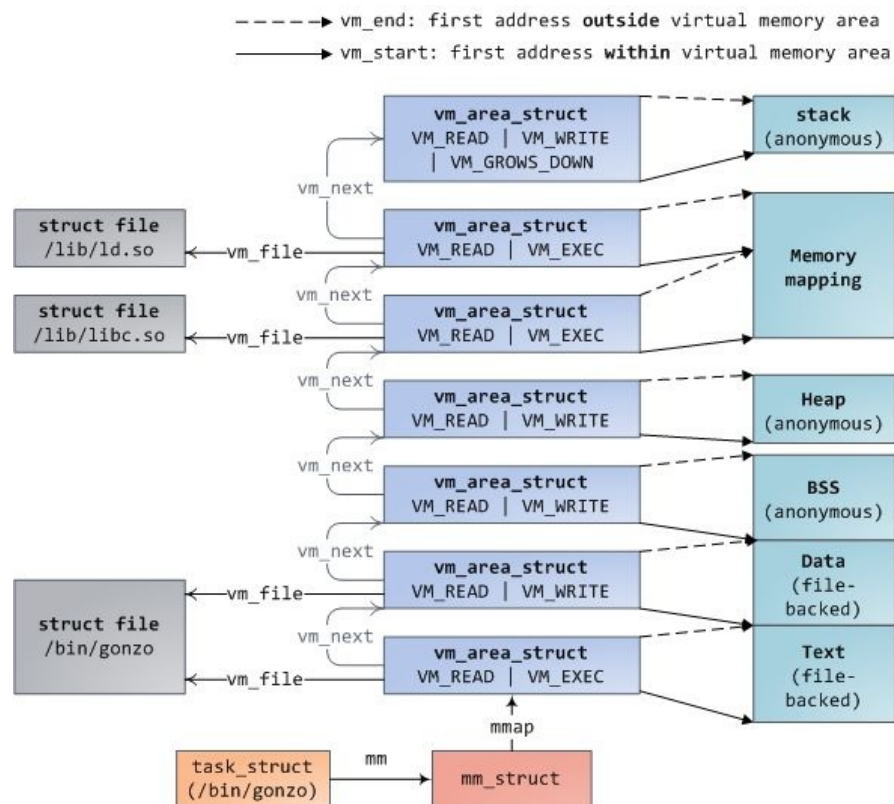 vm_end: first address outside virtual memory area
vm_start: first address within virtual memory area
vm_area_struct
VM_READ | VM_WRITE
| VM_GROWS_DOWN
stack
(anonymous)
vm_next
struct file
/lib/ld.so
vm_file
vm_area_struct
VM_READ | VM_EXEC
Memory
mapping
vm_next
struct file
/lib/libc.so
vm_file
vm_area_struct
VM_READ | VM_EXEC
vm_next
vm_area_struct
VM_READ | VM_WRITE
Heap
(anonymous)
vm_next
vm_area_struct
VM_READ | VM_WRITE
BSS
(anonymous)
vm_next
vm_area_struct
VM_READ | VM_WRITE
Data
(file-
backed)
vm_file
struct file
/bin/gonzo
vm_next
vm_area_struct
VM_READ | VM_EXEC
Text
(file-
backed)
vm_file
mmap
task_struct
(/bin/gonzo)
mm
mm_struct